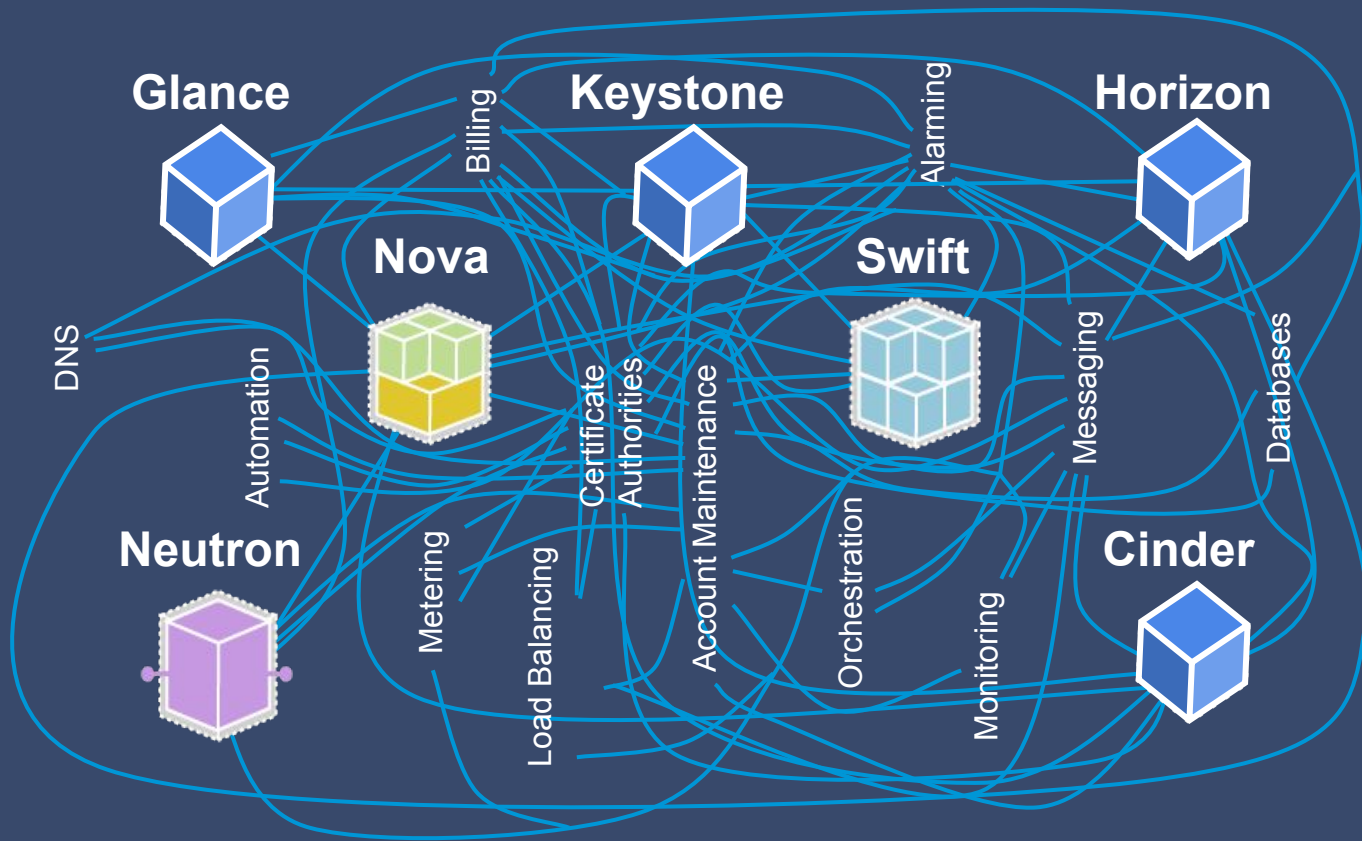 Glance
Billing
Keystone
Alarming
Horizon
Nova
Swift
DNS
Automation
Certificate
Authorities
Account Maintenance
Messaging
Databases
Neutron
Metering
Load Balancing
Orchestration
Monitoring
Cinder